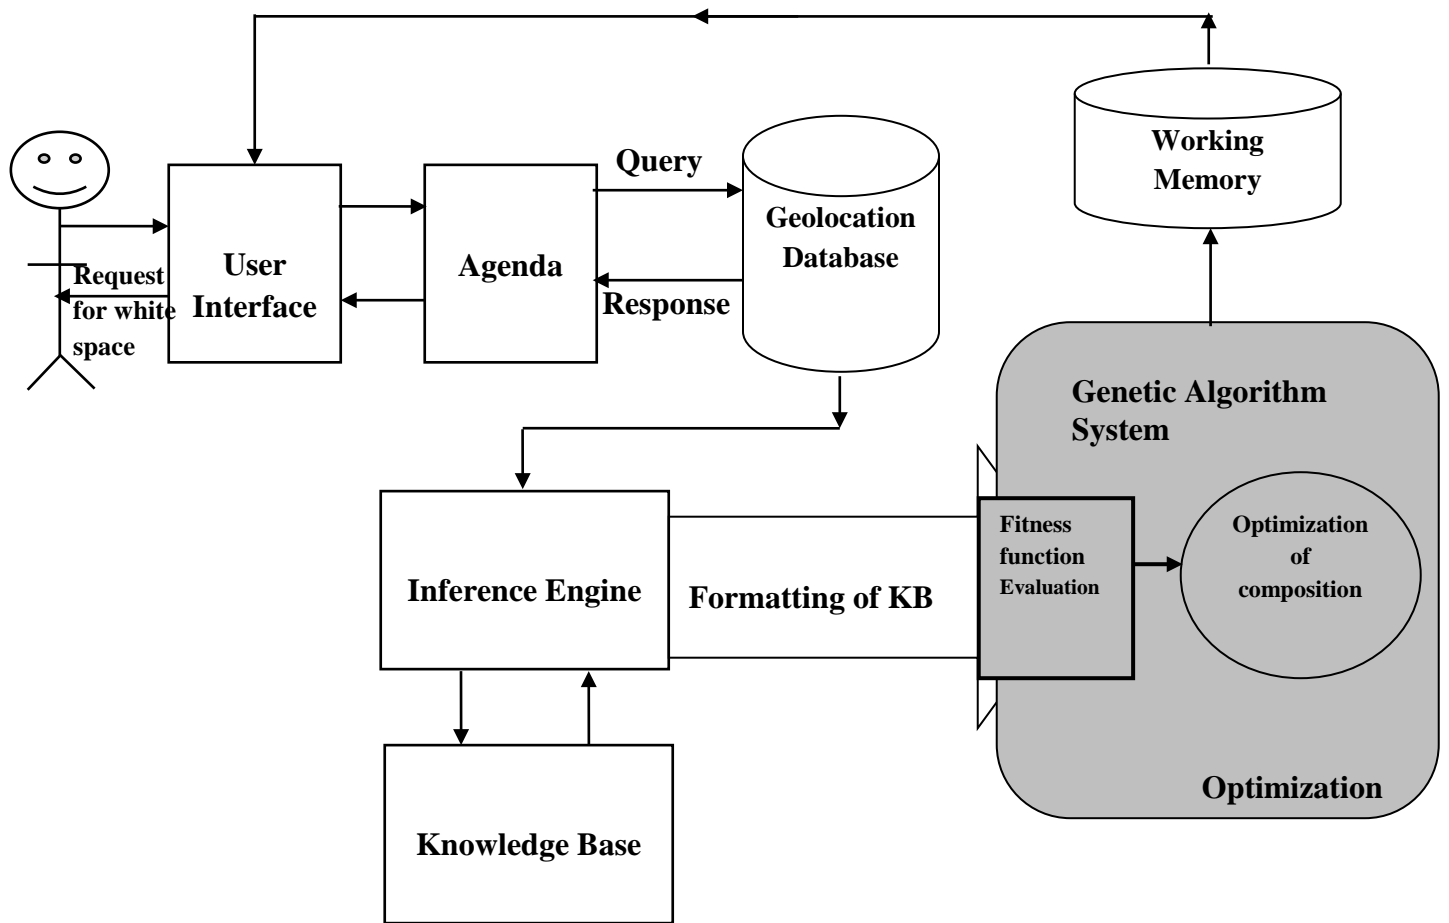 Working
Memory
Query
Geolocation
Database
User
Interface
Agenda
Request
for white
space
Response
Genetic Algorithm
System
Fitness
function
Evaluation
Optimization
of
composition
Inference Engine
Formatting of KB
Optimization
Knowledge Base